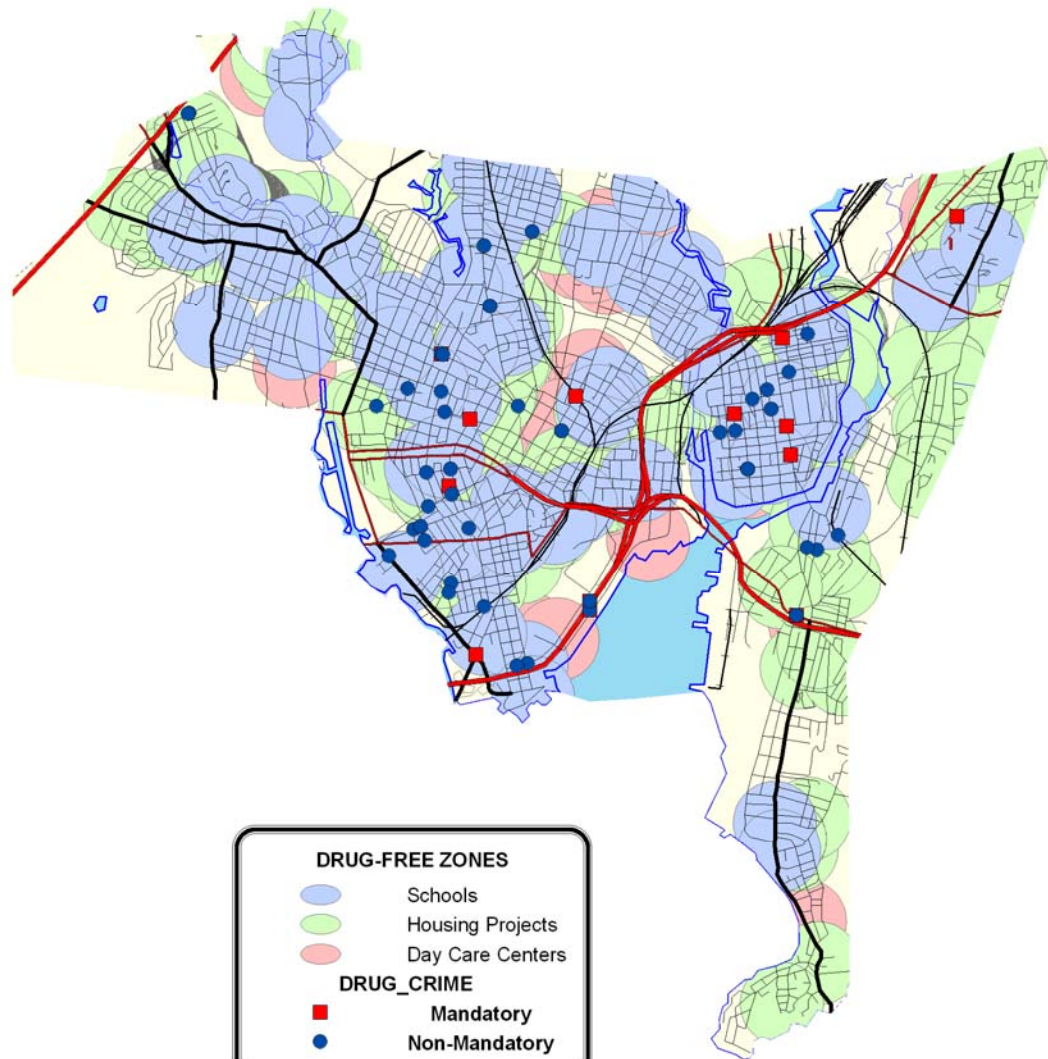 DRUG-FREE ZONES
Schools
Housing Projects
Day Care Centers
DRUG_CRIME
Mandatory
Non-Mandatory